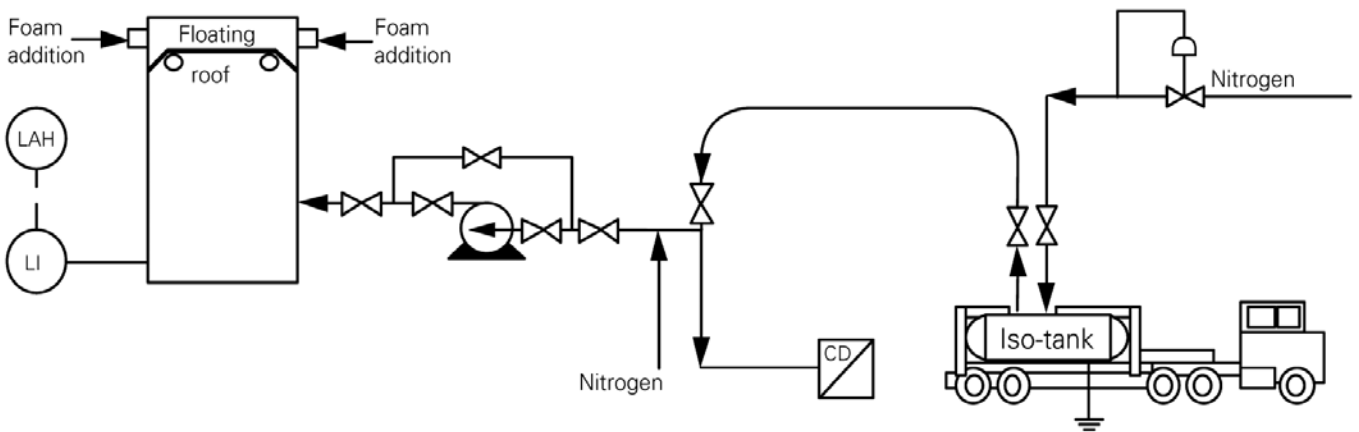 Foam
addition
Floating
roof
Foam
addition
LAH
LI
Nitrogen
CD
Nitrogen
Iso-tank